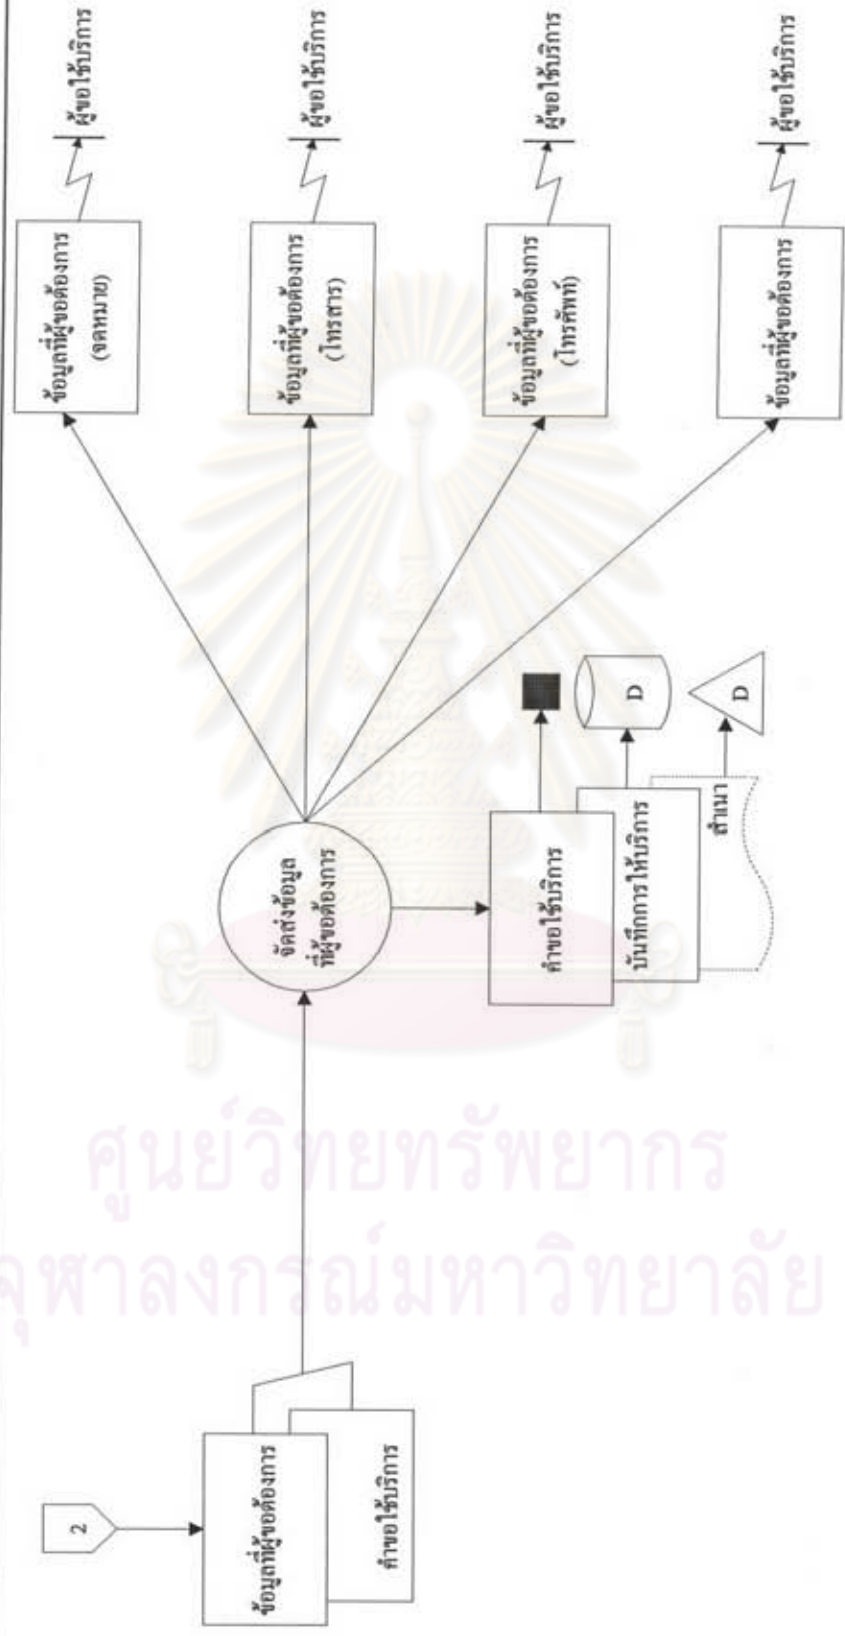 2
ข้อมูลที่ผู้ขอต้องการ
คำขอใช้บริการ
จัดส่งข้อมูล
ที่ผู้ขอต้องการ
คำขอใช้บริการ
บันทึกการให้บริการ
สำเนา
D
D
ข้อมูลที่ผู้ขอต้องการ
(จดหมาย)
ผู้ขอใช้บริการ
ข้อมูลที่ผู้ขอต้องการ
(โทรสาร)
ผู้ขอใช้บริการ
ข้อมูลที่ผู้ขอต้องการ
(โทรศัพท์)
ผู้ขอใช้บริการ
ข้อมูลที่ผู้ขอต้องการ
ผู้ขอใช้บริการ
ศูนย์วิทยทรัพยากร
จุฬาลงกรณ์มหาวิทยาลัย